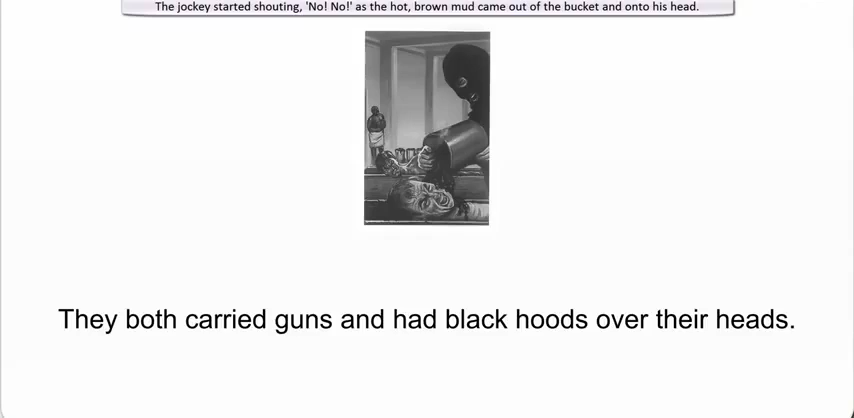 The jockey started shouting, 'No! No!' as the hot, brown mud came out of the bucket and onto his head.
They both carried guns and had black hoods over their heads.